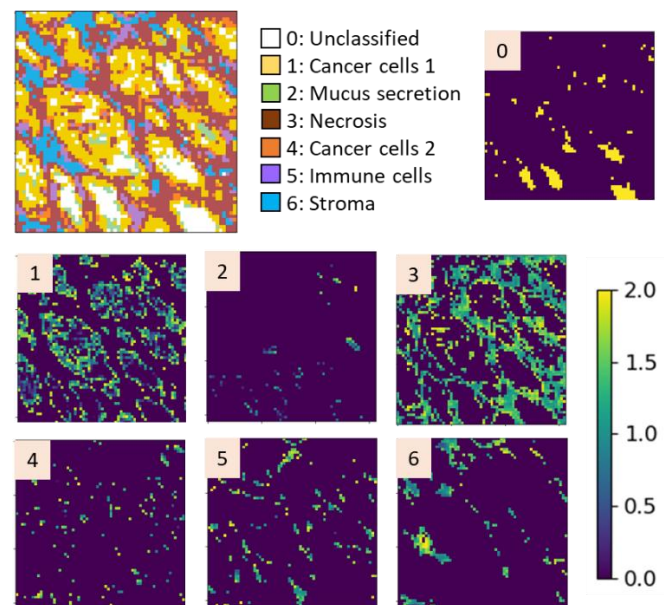 0: Unclassified
1: Cancer cells 1
2: Mucus secretion
3: Necrosis
4: Cancer cells 2
5: Immune cells
6: Stroma
0
1
2
3
4
5
6
2.0
1.5
1.0
0.5
0.0